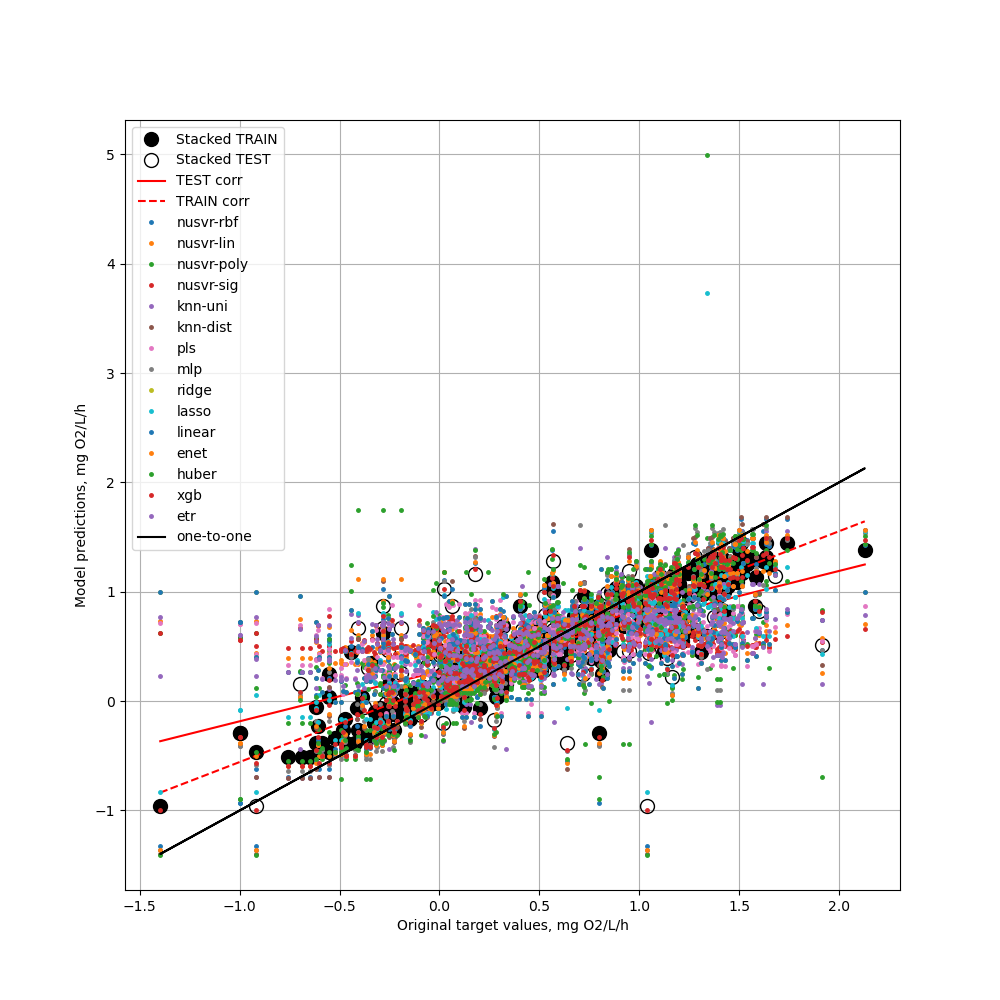 Stacked TRAIN
Stacked TEST
TEST corr
TRAIN corr
nusvr-rbf
nusvr-lin
nusvr-poly
nusvr-sig
knn-uni
knn-dist
pls
mlp
ridge
lasso
linear
enet
huber
xgb
etr
one-to-one
5
4
3
2
1
0
−1
Model predictions, mg O2/L/h
−1.5 −1.0 −0.5 0.0 0.5 1.0 1.5 2.0
Original target values, mg O2/L/h